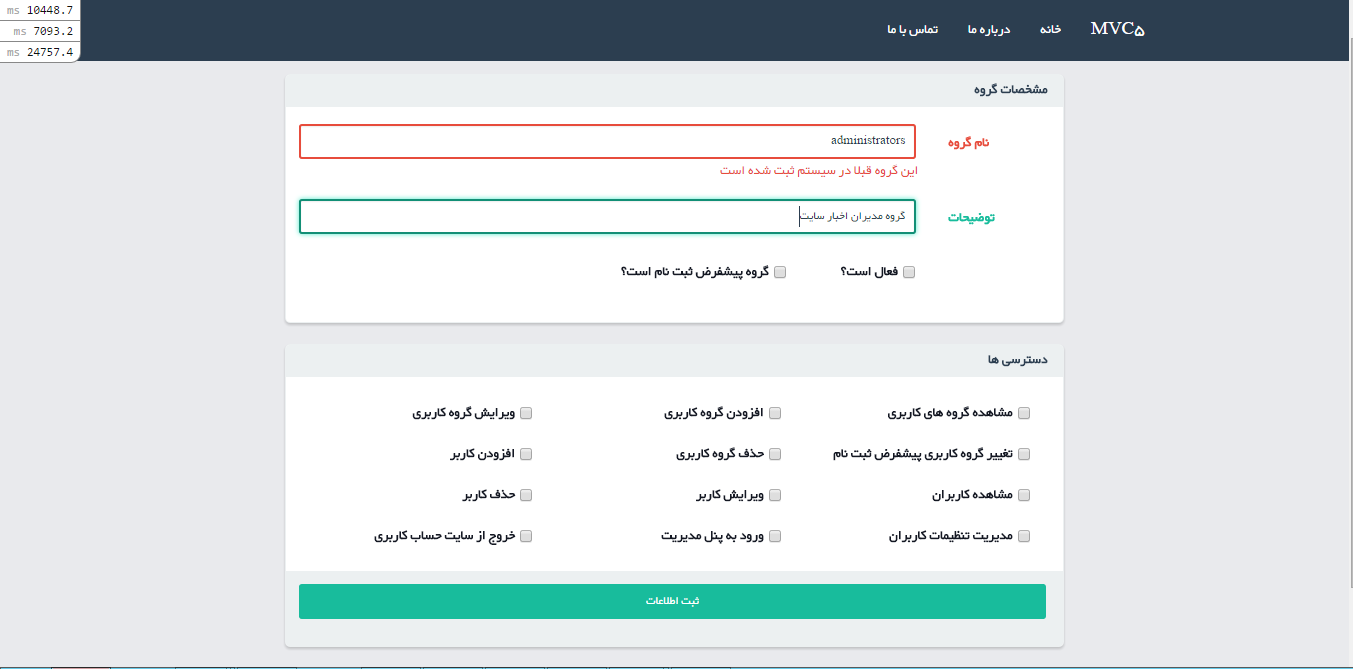 ms 10448.7
ms 7093.2
ms 24757.4
MVC۵ خانه درباره ما تماس با ما
مشخصات گروه
نام گروه
administrators
این گروه قبلا در سیستم ثبت شده است
توضیحات
گروه مدیران اخبار سایت
فعال است؟ گروه پیشفرض ثبت نام است؟
دسترسی ها
مشاهده گروه های کاربری افزودن گروه کاربری ویرایش گروه کاربری
تغییر گروه کاربری پیشفرض ثبت نام حذف گروه کاربری افزودن کاربر
مشاهده کاربران ویرایش کاربر حذف کاربر
مدیریت تنظیمات کاربران ورود به پنل مدیریت خروج از سایت حساب کاربری
ثبت اطلاعات